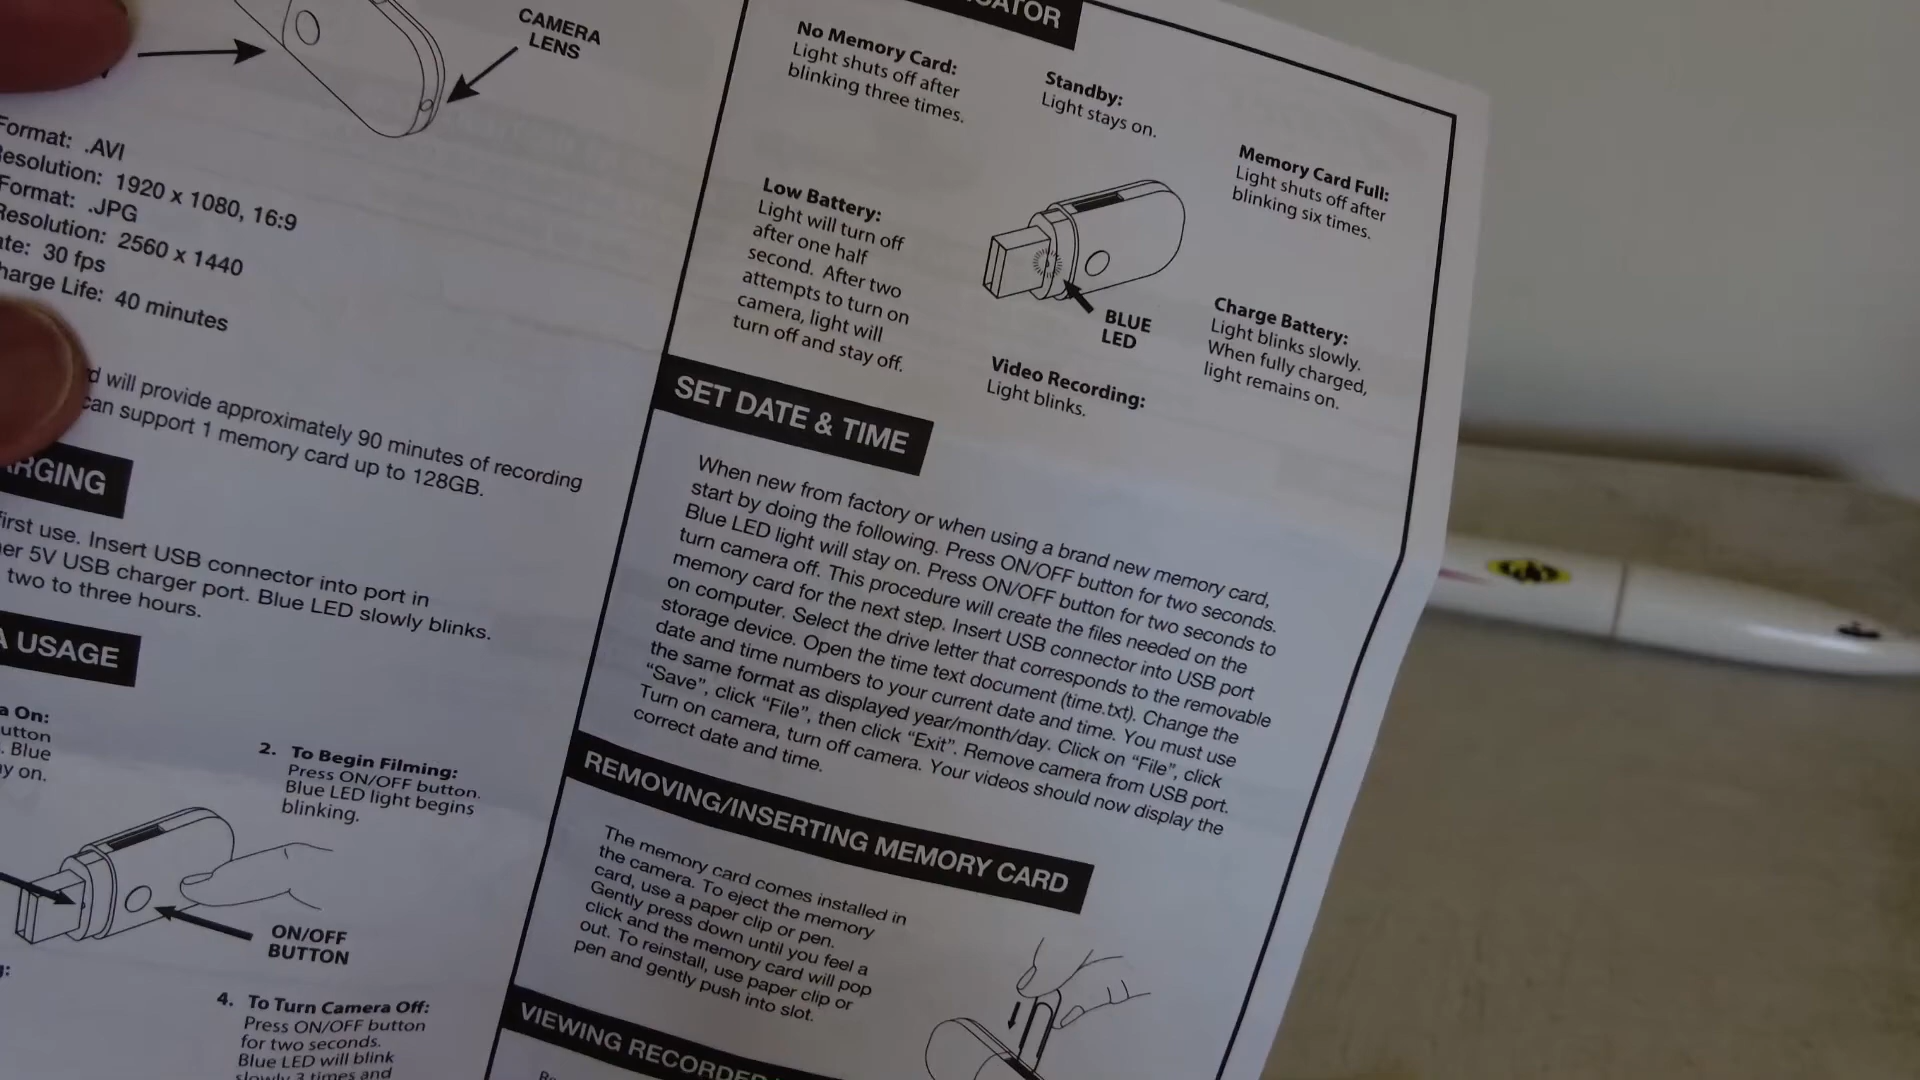 CAMERA
LENS
Format: .AVI
Resolution: 1920 x 1080, 16:9
Format: .JPG
Resolution: 2560 x 1440
30 fps
Life: 40 minutes
will provide approximately 90 minutes of recording
can support 1 memory card up to 128GB.
first use. Insert USB connector into port in
5V USB charger port. Blue LED slowly blinks.
two to three hours.
USAGE
On:
Blue
on.
2. To Begin Filming:
Press ON/OFF button.
Blue LED light begins
blinking.
ON/OFF
BUTTON
4. To Turn Camera Off:
Press ON/OFF button
for two seconds.
Blue LED will blink
slowly 3 times and
No Memory Card:
Light shuts off after
blinking three times.
Standby:
Light stays on.
Memory Card Full:
Light shuts off after
blinking six times.
Low Battery:
Light will turn off
after one half
second. After two
attempts to turn on
camera, light will
turn off and stay off.
BLUE
LED
Charge Battery:
Light blinks slowly.
When fully charged,
light remains on.
Video Recording:
Light blinks.
SET DATE & TIME
When new from factory or when using a brand new memory card,
start by doing the following. Press ON/OFF button for two seconds.
Blue LED light will stay on. Press ON/OFF button for two seconds to
turn camera off. This procedure will create the files needed on the
memory card for the next step. Insert USB connector into USB port
on computer. Select the drive letter that corresponds to the removable
storage device. Open the time text document (time.txt). Change the
date and time numbers to your current date and time. You must use
the same format as displayed year/month/day. Click on "File", click
"Save", click "File", then click "Exit". Remove camera from USB port.
Turn on camera, turn off camera. Your videos should now display the
correct date and time.
REMOVING/INSERTING MEMORY CARD
The memory card comes installed in
the camera. To eject the memory
card, use a paper clip or pen.
Gently press down until you feel a
click and the memory card will pop
out. To reinstall, use paper clip or
pen and gently push into slot.
VIEWING RECORDED